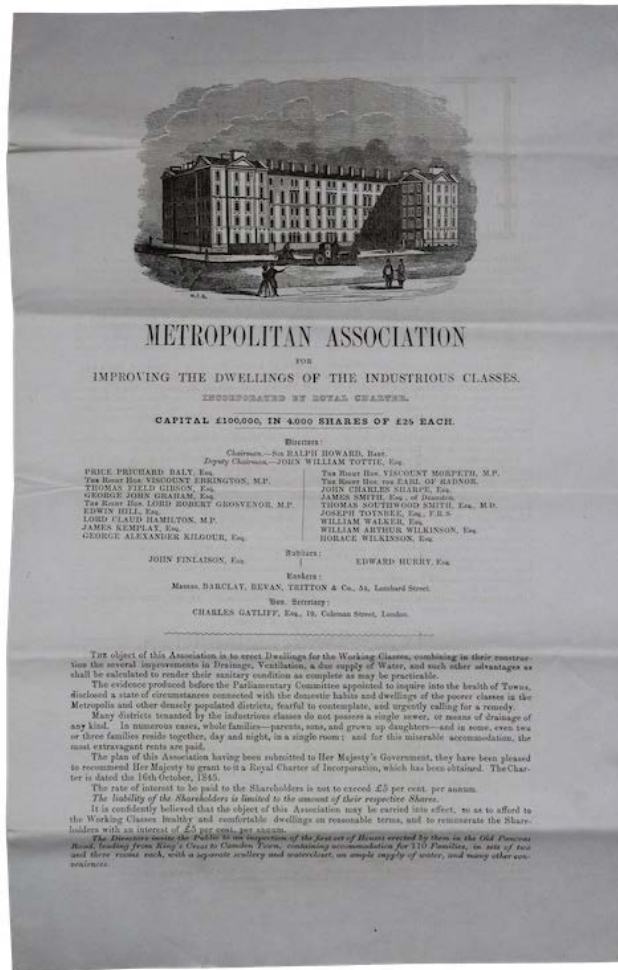 METROPOLITAN ASSOCIATION
FOR
IMPROVING THE DWELLINGS OF THE INDUSTRIOUS CLASSES.
INCORPORATED BY ROYAL CHARTER.
CAPITAL £100,000, IN 4,000 SHARES OF £25 EACH.
Directors:
Chairman.—SIR RALPH HOWARD, BART.
Deputy Chairman.—JOHN WILLIAM TOTTIE, Esq.
PRICE PRICHARD BALY, Esq.
THE RIGHT HON. VISCOUNT EBRINGTON, M.P.
THOMAS FIELD GIBSON, Esq.
GEORGE JOHN GRAHAM, Esq.
THE RIGHT HON. LORD ROBERT GROSVENOR, M.P.
EDWIN HILL, Esq.
LORD CLAUD HAMILTON, M.P.
JAMES KEMPLAY, Esq.
GEORGE ALEXANDER KILGOUR, Esq.
THE RIGHT HON. VISCOUNT MORPETH, M.P.
THE RIGHT HON. THE EARL OF RADNOR.
JOHN CHARLES SHARPE, Esq.
JAMES SMITH, Esq., of Deanston.
THOMAS SOUTHWOOD SMITH, Esq., M.D.
JOSEPH TOYNBEE, Esq., F.R.S.
WILLIAM WALKER, Esq.
WILLIAM ARTHUR WILKINSON, Esq.
HORACE WILKINSON, Esq.
Auditors:
JOHN FINLAISON, Esq.
EDWARD HURRY, Esq.
Bankers:
MESSRS. BARCLAY, BEVAN, TRITTON & Co., 54, Lombard Street.
Hon. Secretary:
CHARLES GATLIFF, Esq., 19, Coleman Street, London.
THE object of this Association is to erect Dwellings for the Working Classes, combining in their construc-
tion the several improvements in Drainage, Ventilation, a due supply of Water, and such other advantages as
shall be calculated to render their sanitary condition as complete as may be practicable.
The evidence produced before the Parliamentary Committee appointed to inquire into the health of Towns,
disclosed a state of circumstances connected with the domestic habits and dwellings of the poorer classes in the
Metropolis and other densely populated districts, fearful to contemplate, and urgently calling for a remedy.
Many districts tenanted by the industrious classes do not possess a single sewer, or means of drainage of
any kind. In numerous cases, whole families—parents, sons, and grown up daughters—and in some, even two
or three families reside together, day and night, in a single room; and for this miserable accommodation, the
most extravagant rents are paid.
The plan of this Association having been submitted to Her Majesty's Government, they have been pleased
to recommend Her Majesty to grant to it a Royal Charter of Incorporation, which has been obtained. The Char-
ter is dated the 16th October, 1845.
The rate of interest to be paid to the Shareholders is not to exceed £5 per cent. per annum.
The liability of the Shareholders is limited to the amount of their respective Shares.
It is confidently believed that the object of this Association may be carried into effect, so as to afford to
the Working Classes healthy and comfortable dwellings on reasonable terms, and to remunerate the Share-
holders with an interest of £5 per cent. per annum.
The Directors invite the Public to an inspection of the first set of Houses erected by them in the Old Pancras
Road, leading from King's Cross to Camden Town, containing accommodation for 110 Families, in sets of two
and three rooms each, with a separate scullery and watercloset, an ample supply of water, and many other con-
veniences.